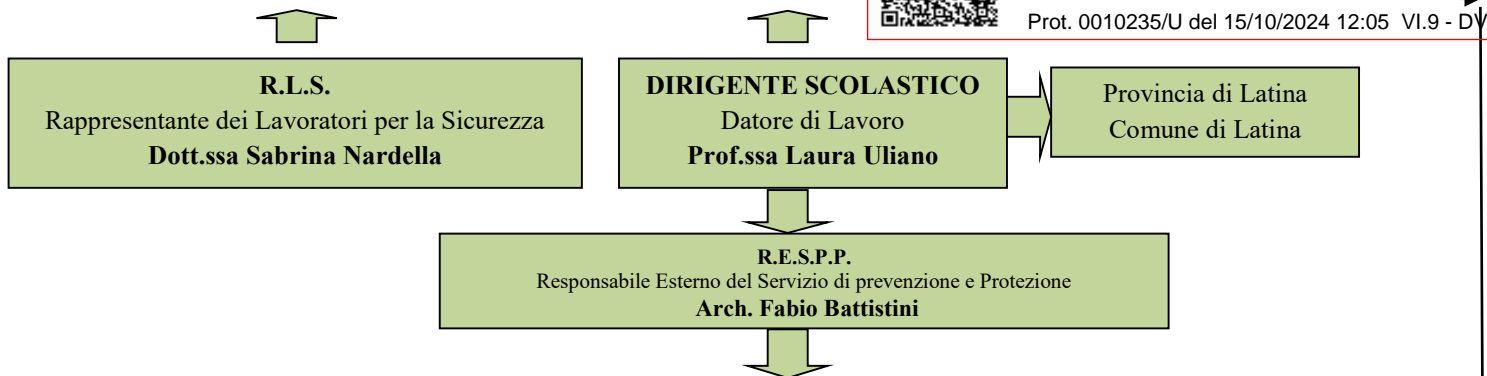 Prot. 0010235/U del 15/10/2024 12:05 VI.9 - DV
R.L.S.
Rappresentante dei Lavoratori per la Sicurezza
Dott.ssa Sabrina Nardella
DIRIGENTE SCOLASTICO
Datore di Lavoro
Prof.ssa Laura Uliano
Provincia di Latina
Comune di Latina
R.E.S.P.P.
Responsabile Esterno del Servizio di prevenzione e Protezione
Arch. Fabio Battistini